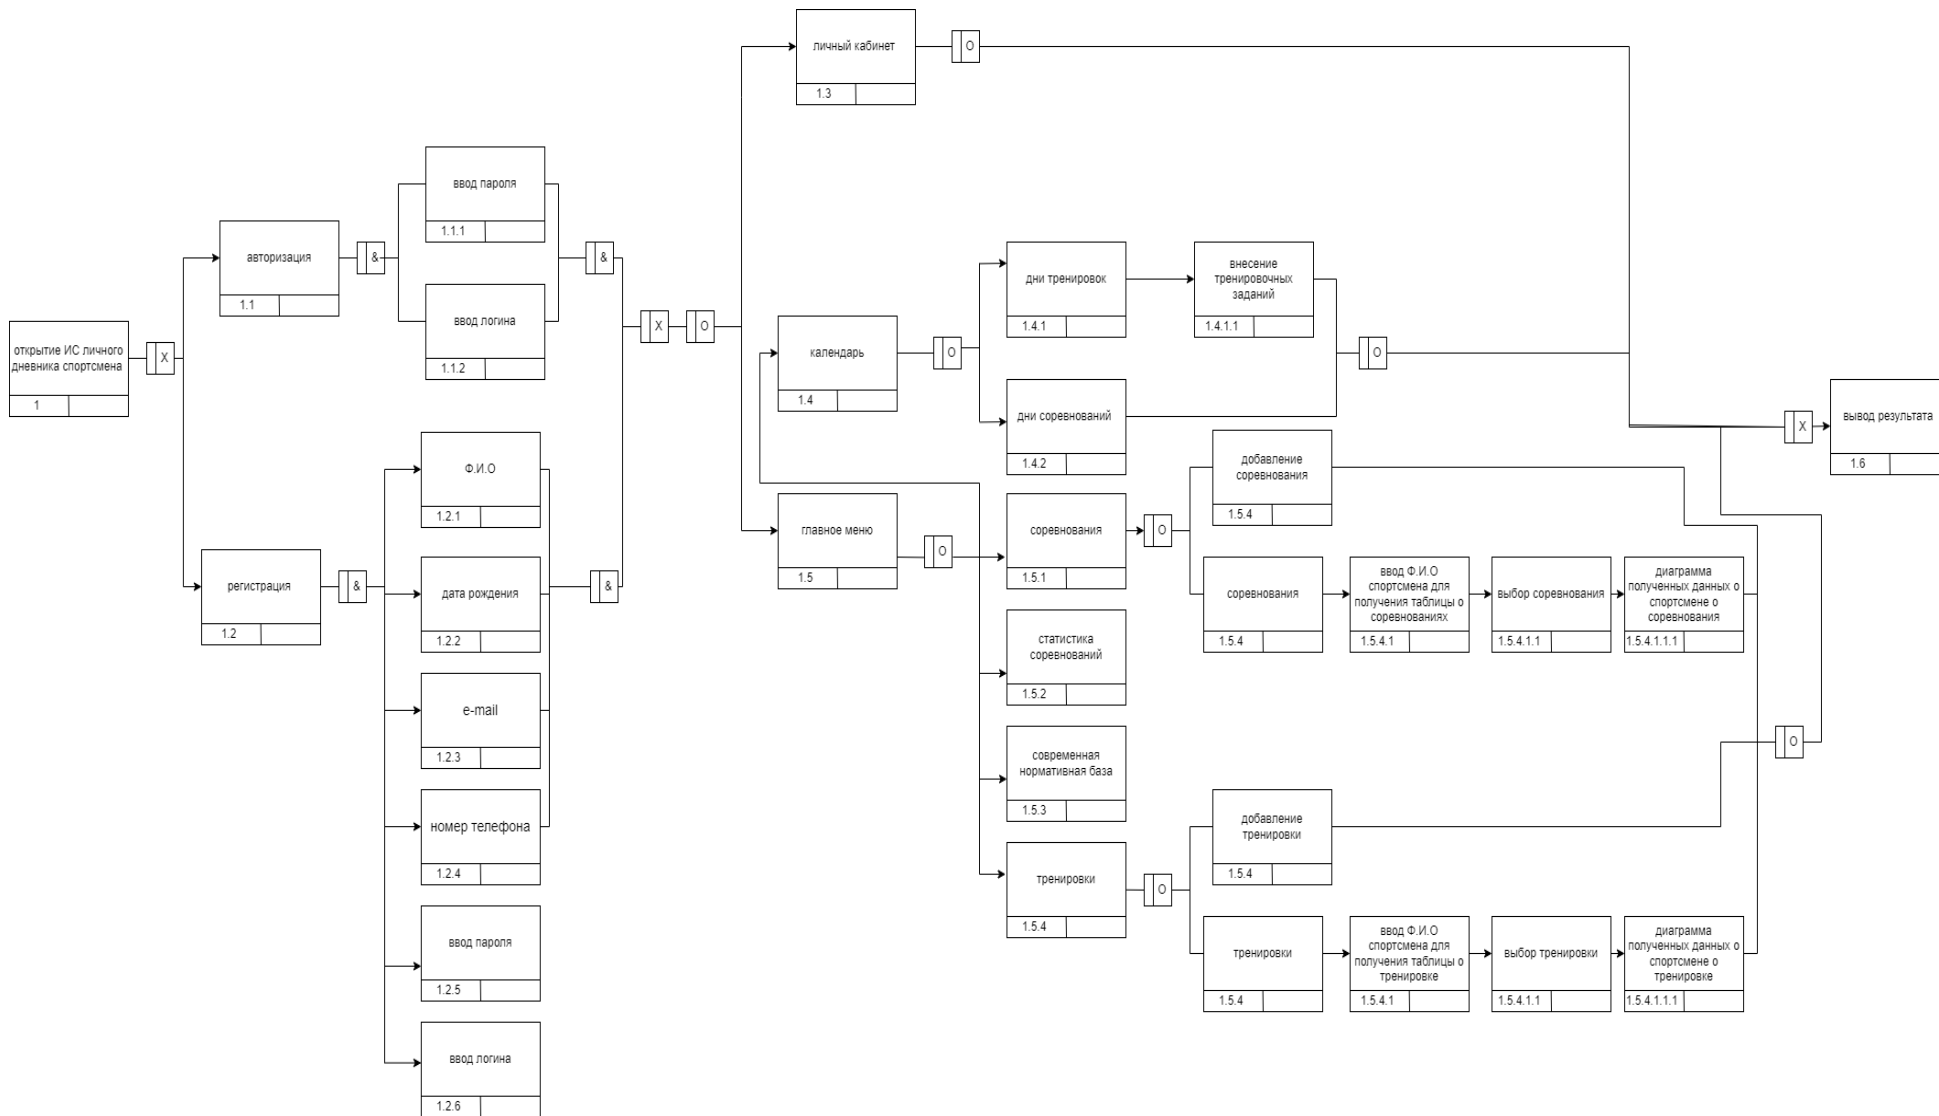 личный кабинет
O
1.3
ввод пароля
1.1.1
авторизация
&
&
1.1
ввод логина
1.1.2
открытие ИС личного
дневника спортсмена
X
1
X
O
дни тренировок
1.4.1
внесение
тренировочных
заданий
1.4.1.1
календарь
O
O
1.4
дни соревнований
1.4.2
вывод результата
X
1.6
Ф.И.О
1.2.1
добавление
соревнования
1.5.4
главное меню
O
1.5
соревнования
O
1.5.1
регистрация
&
&
1.2
дата рождения
1.2.2
соревнования
1.5.4
ввод Ф.И.О
спортсмена для
получения таблицы о
соревнованиях
1.5.4.1
выбор соревнования
1.5.4.1.1
диаграмма
полученных данных о
спортсмене о
соревнования
1.5.4.1.1.1
статистика
соревнований
1.5.2
e-mail
1.2.3
современная
нормативная база
1.5.3
O
номер телефона
1.2.4
добавление
тренировки
1.5.4
тренировки
O
1.5.4
ввод пароля
1.2.5
тренировки
1.5.4
ввод Ф.И.О
спортсмена для
получения таблицы о
тренировке
1.5.4.1
выбор тренировки
1.5.4.1.1
диаграмма
полученных данных о
спортсмене о
тренировке
1.5.4.1.1.1
ввод логина
1.2.6